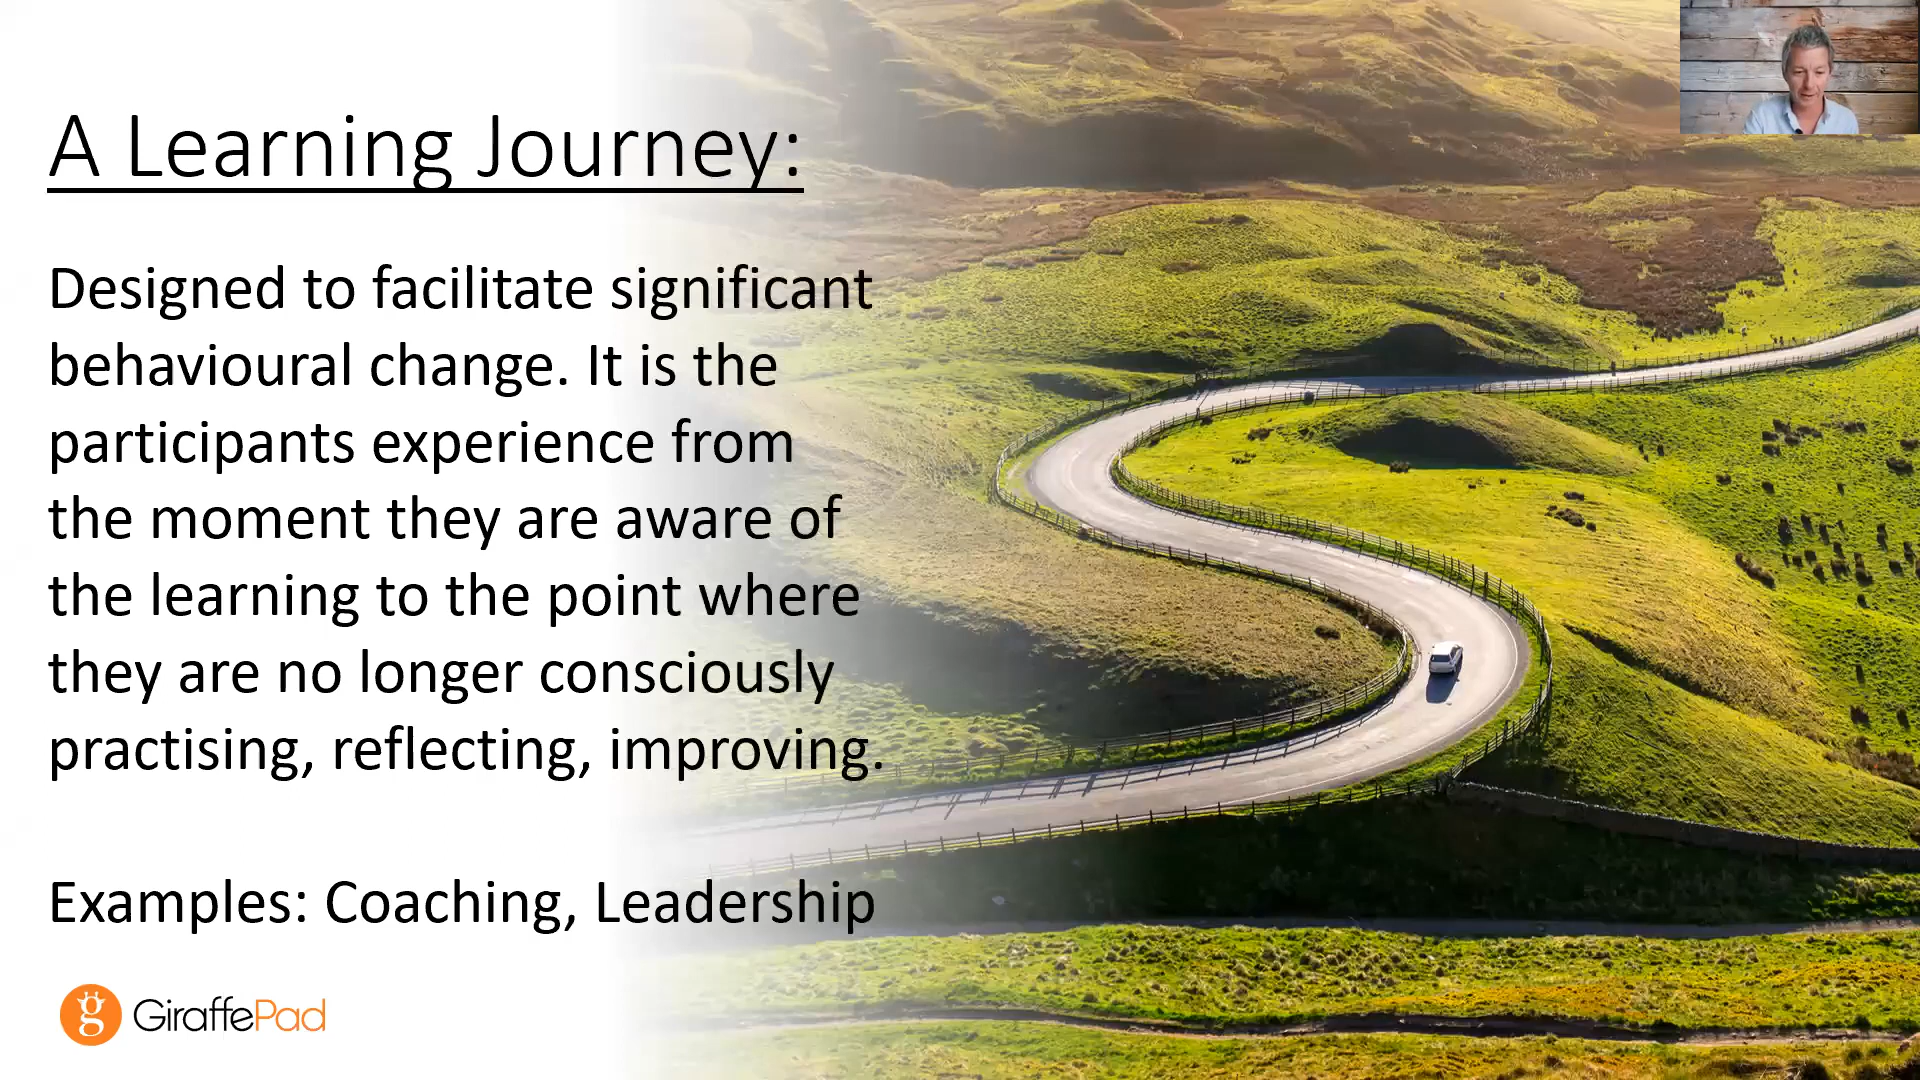 A Learning Journey:
Designed to facilitate significant
behavioural change. It is the
participants experience from
the moment they are aware of
the learning to the point where
they are no longer consciously
practising, reflecting, improving.
Examples: Coaching, Leadership
g GiraffePad